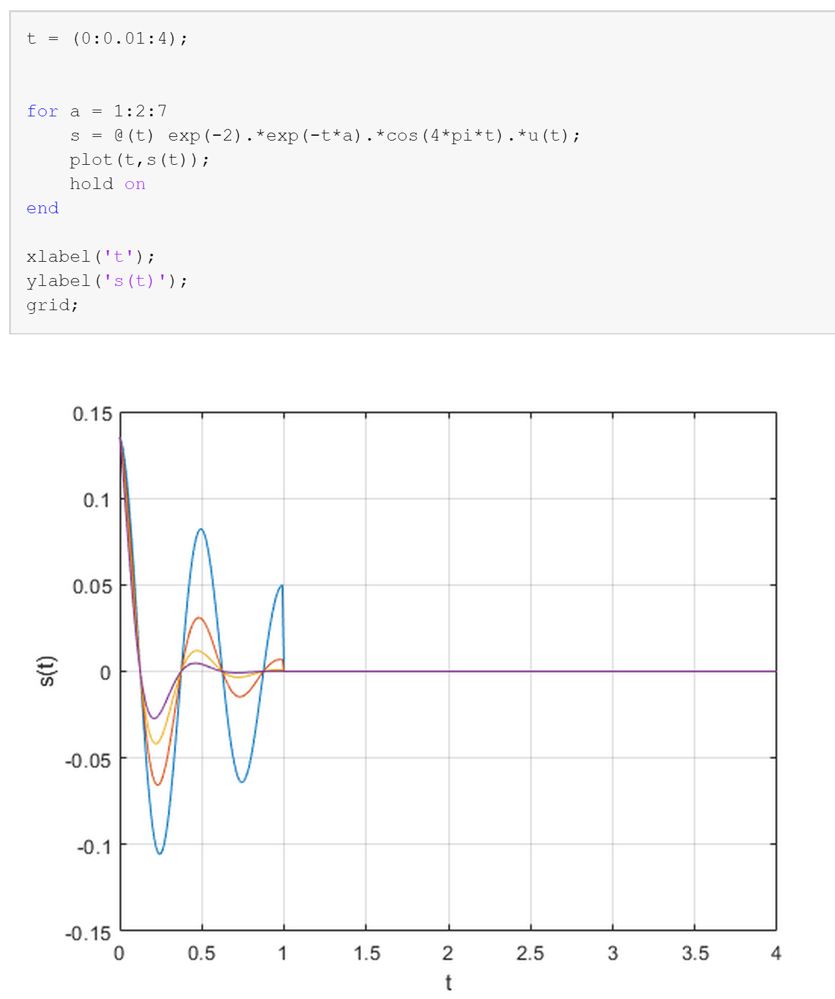 t = (0:0.01:4);
for a = 1:2:7
s = @(t) exp(-2).*exp(-t*a).*cos(4*pi*t).*u(t);
plot(t,s(t));
hold on
end
xlabel('t');
ylabel('s(t)');
grid;
0.15
0.1
0.05
0
-0.05
-0.1
-0.15
s(t)
0 0.5 1 1.5 2 2.5 3 3.5 4
t